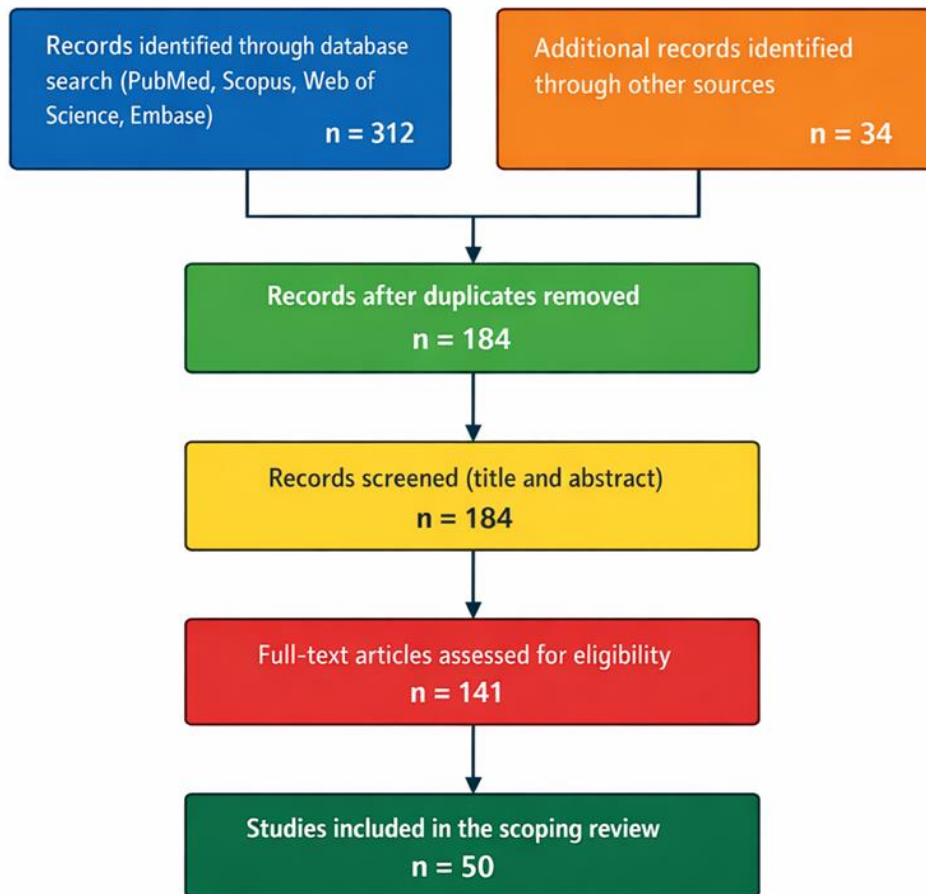 Records identified through database
search (PubMed, Scopus, Web of
Science, Embase)
n = 312
Additional records identified
through other sources
n = 34
Records after duplicates removed
n = 184
Records screened (title and abstract)
n = 184
Full-text articles assessed for eligibility
n = 141
Studies included in the scoping review
n = 50